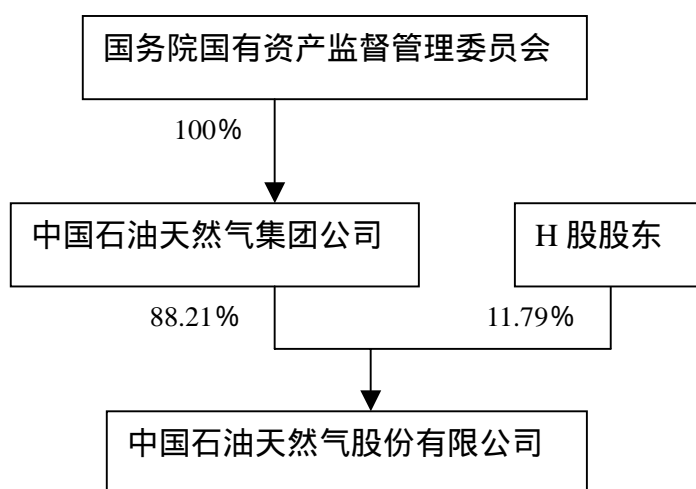 国务院国有资产监督管理委员会
100%
中国石油天然气集团公司
H 股股东
88.21%
11.79%
中国石油天然气股份有限公司